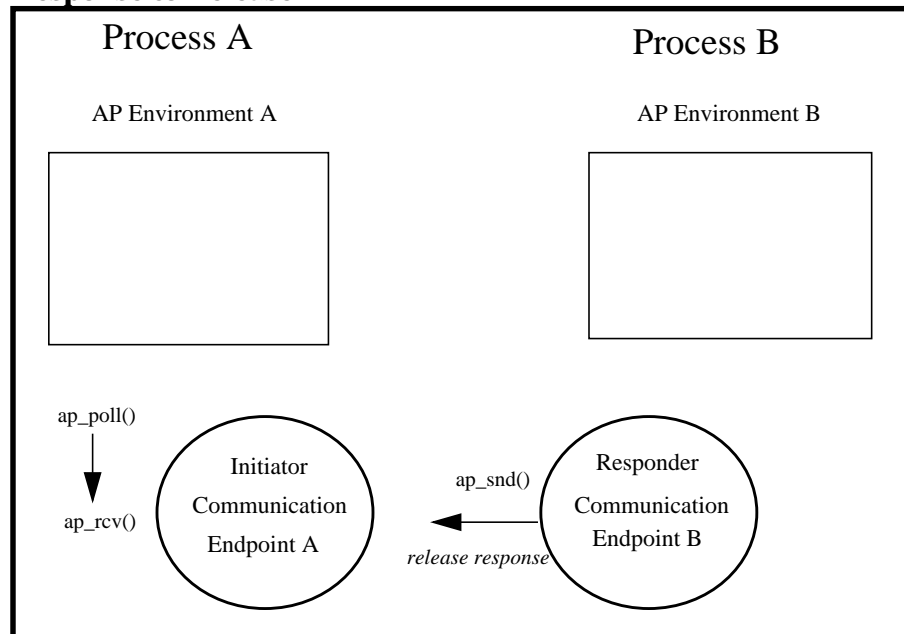 Process A
Process B
AP Environment A
AP Environment B
ap_poll()
ap_rcv()
Initiator
Communication
Endpoint A
ap_snd()
release response
Responder
Communication
Endpoint B